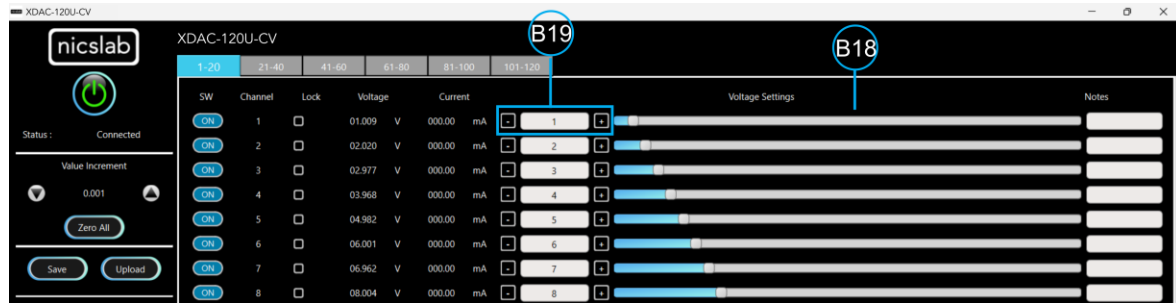 XDAC-120U-CV
nicslab
XDAC-120U-CV
B19
B18
1-20 21-40 41-60 61-80 81-100 101-120
SW Channel Lock Voltage Current Voltage Settings Notes
ON 1 01.009 V 000.00 mA - 1 +
Status : Connected
ON 2 02.020 V 000.00 mA - 2 +
Value Increment
ON 3 02.977 V 000.00 mA - 3 +
0.001
ON 4 03.968 V 000.00 mA - 4 +
Zero All
ON 5 04.982 V 000.00 mA - 5 +
ON 6 06.001 V 000.00 mA - 6 +
Save Upload
ON 7 06.962 V 000.00 mA - 7 +
ON 8 08.004 V 000.00 mA - 8 +